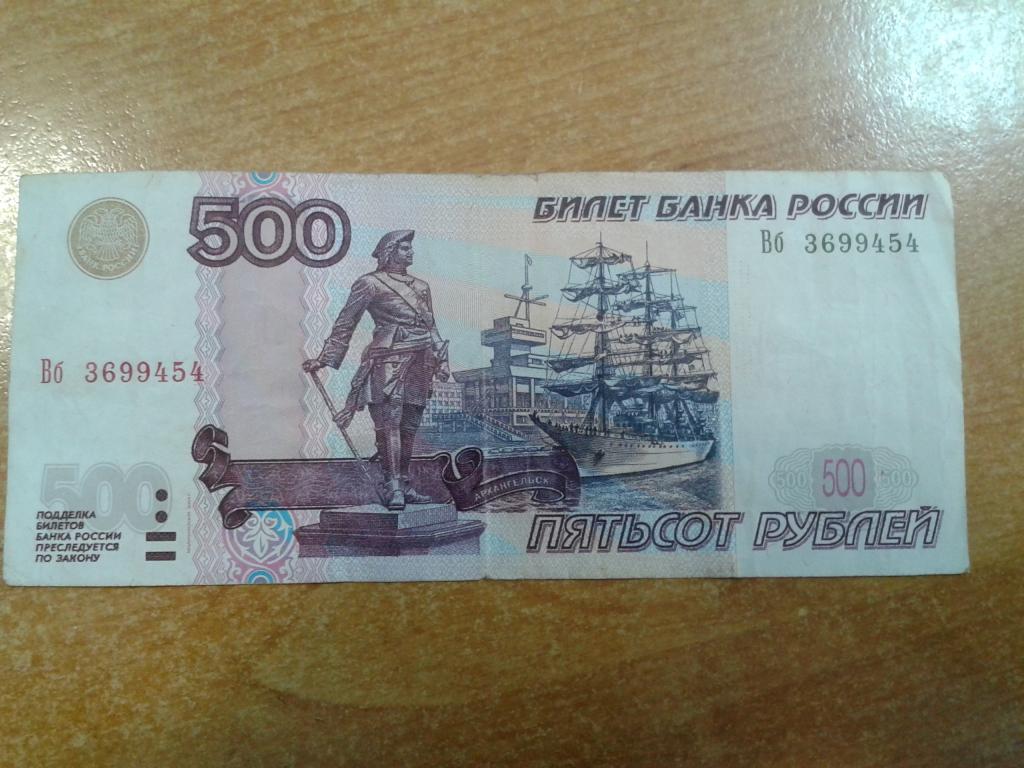 500
БИЛЕТ БАНКА РОССИИ
Вб 3699454
Вб 3699454
БАНК РОССИИ
АРХАНГЕЛЬСК
500
500
500 500
ПОДДЕЛКА
БИЛЕТОВ
БАНКА РОССИИ
ПРЕСЛЕДУЕТСЯ
ПО ЗАКОНУ
ПЯТЬСОТ РУБЛЕЙ